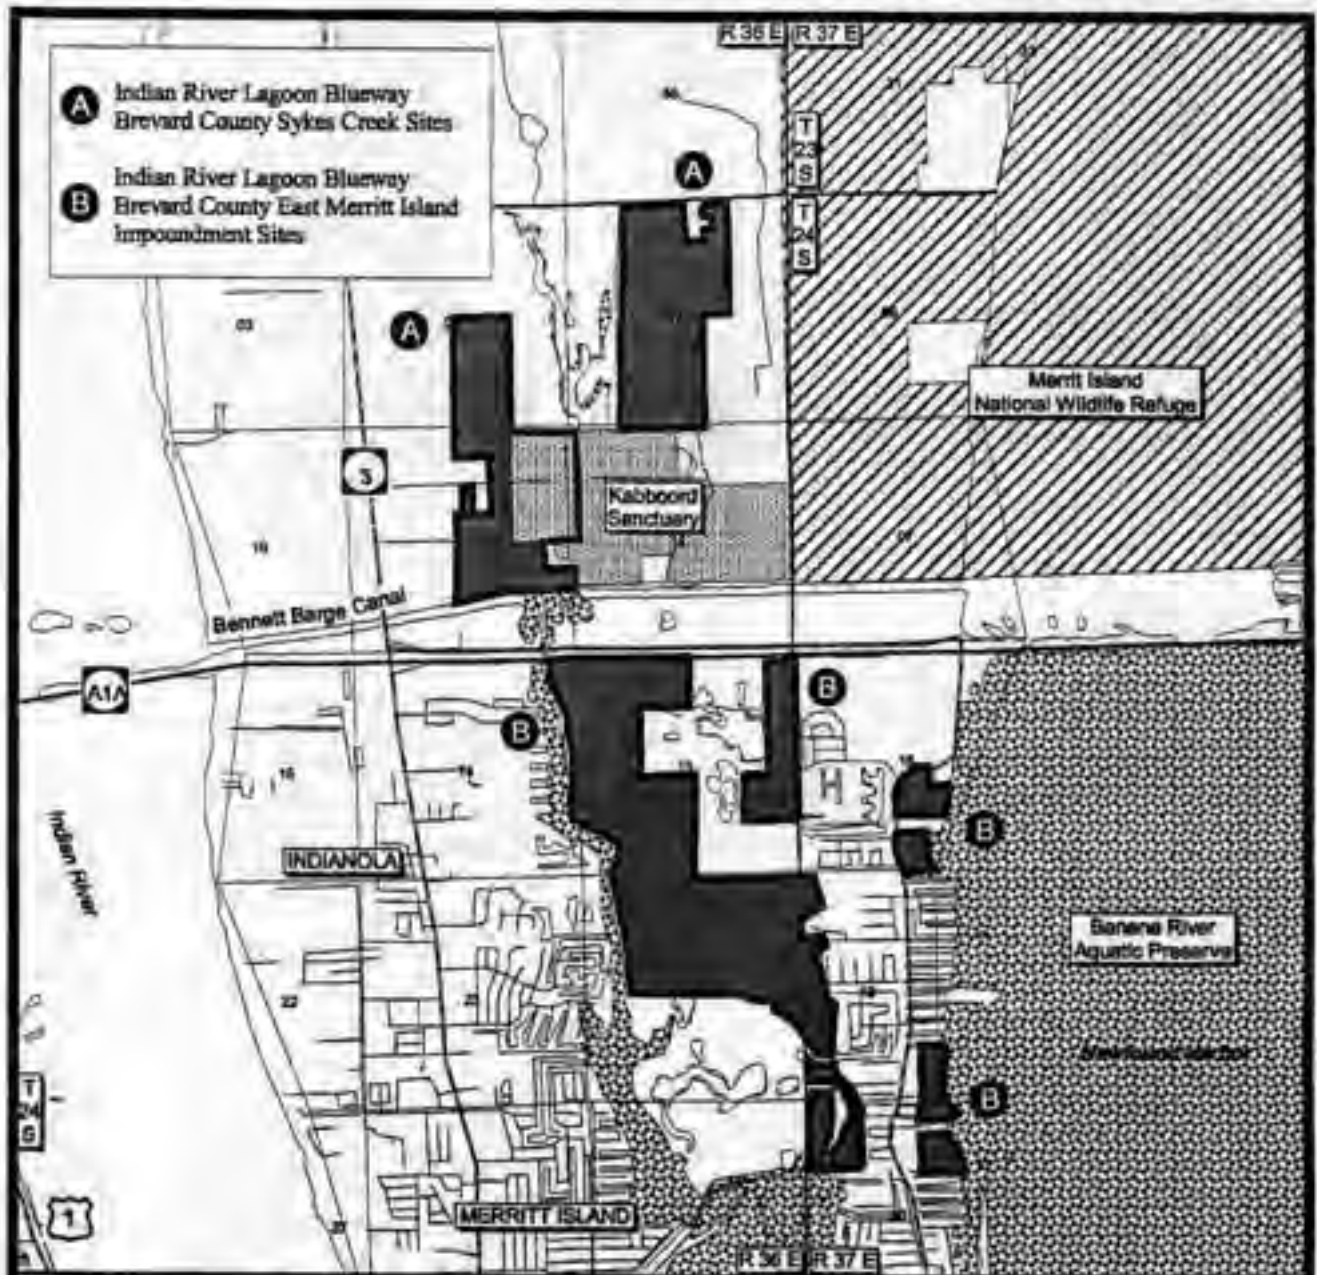 R 36 E
R 37 E
A
Indian River Lagoon Blueway
Brevard County Sykes Creek Sites
B
Indian River Lagoon Blueway
Brevard County East Merritt Island
Impoundment Sites
T
23
S
A
T
24
S
03
A
Merritt Island
National Wildlife Refuge
3
Kabboord
Sanctuary
Bennett Barge Canal
A1A
B
B
B
INDIANOLA
Indian River
Banana River
Aquatic Preserve
22
T
24
S
B
1
MERRITT ISLAND
R 36 E
R 37 E